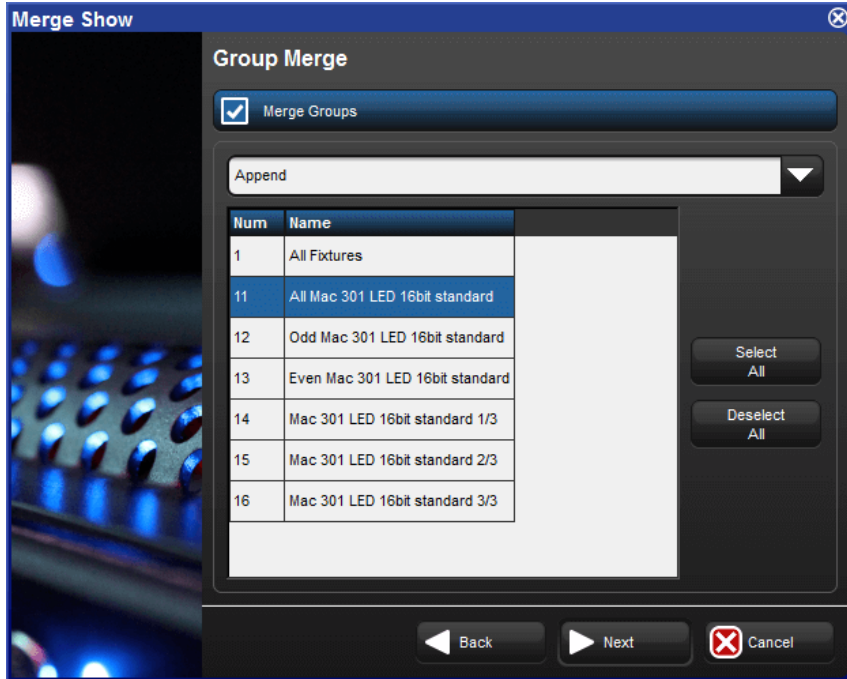 Merge Show
Group Merge
Merge Groups
Append
Num Name
1 All Fixtures
11 All Mac 301 LED 16bit standard
12 Odd Mac 301 LED 16bit standard
13 Even Mac 301 LED 16bit standard
14 Mac 301 LED 16bit standard 1/3
15 Mac 301 LED 16bit standard 2/3
16 Mac 301 LED 16bit standard 3/3
Select
All
Deselect
All
Back Next Cancel